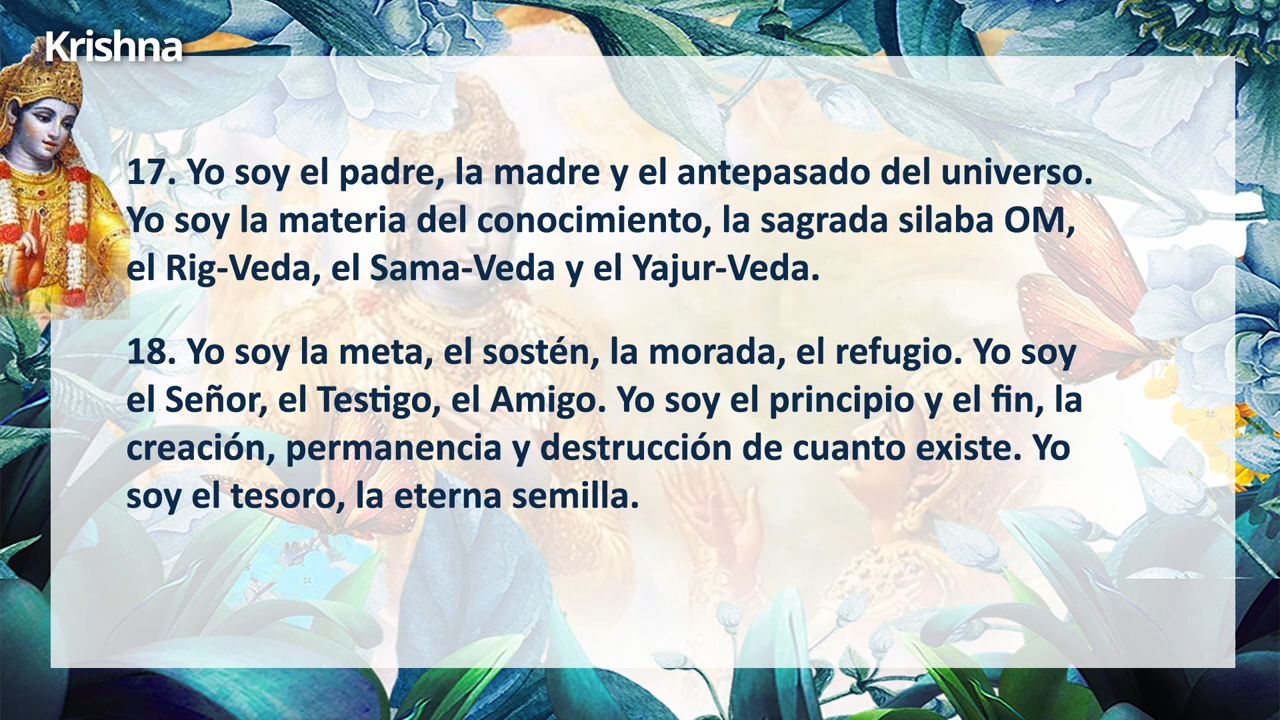 Krishna
17. Yo soy el padre, la madre y el antepasado del universo.
Yo soy la materia del conocimiento, la sagrada silaba OM,
el Rig-Veda, el Sama-Veda y el Yajur-Veda.
18. Yo soy la meta, el sostén, la morada, el refugio. Yo soy
el Señor, el Testigo, el Amigo. Yo soy el principio y el fin, la
creación, permanencia y destrucción de cuanto existe. Yo
soy el tesoro, la eterna semilla.